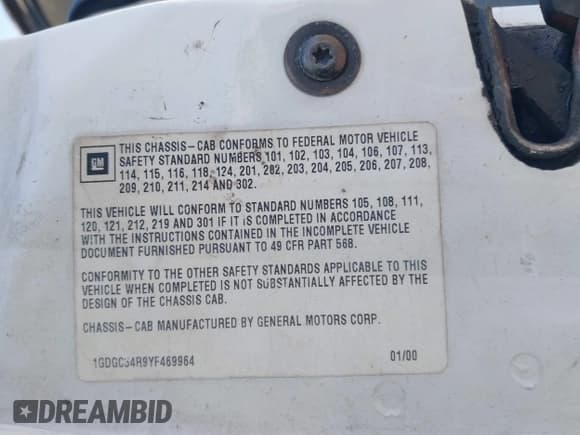 THIS CHASSIS-CAB CONFORMS TO FEDERAL MOTOR VEHICLE
GM
SAFETY STANDARD NUMBERS 101, 102, 103, 104, 106, 107, 113,
114, 115, 116, 118, 124, 201, 202, 203, 204, 205, 206, 207, 208,
209, 210, 211, 214 AND 302.
THIS VEHICLE WILL CONFORM TO STANDARD NUMBERS 105, 108, 111,
120, 121, 212, 219 AND 301 IF IT IS COMPLETED IN ACCORDANCE
WITH THE INSTRUCTIONS CONTAINED IN THE INCOMPLETE VEHICLE
DOCUMENT FURNISHED PURSUANT TO 49 CFR PART 568.
CONFORMITY TO THE OTHER SAFETY STANDARDS APPLICABLE TO THIS
VEHICLE WHEN COMPLETED IS NOT SUBSTANTIALLY AFFECTED BY THE
DESIGN OF THE CHASSIS CAB.
CHASSIS-CAB MANUFACTURED BY GENERAL MOTORS CORP.
1GDGC34R9YF469964 01/00
DREAMBID